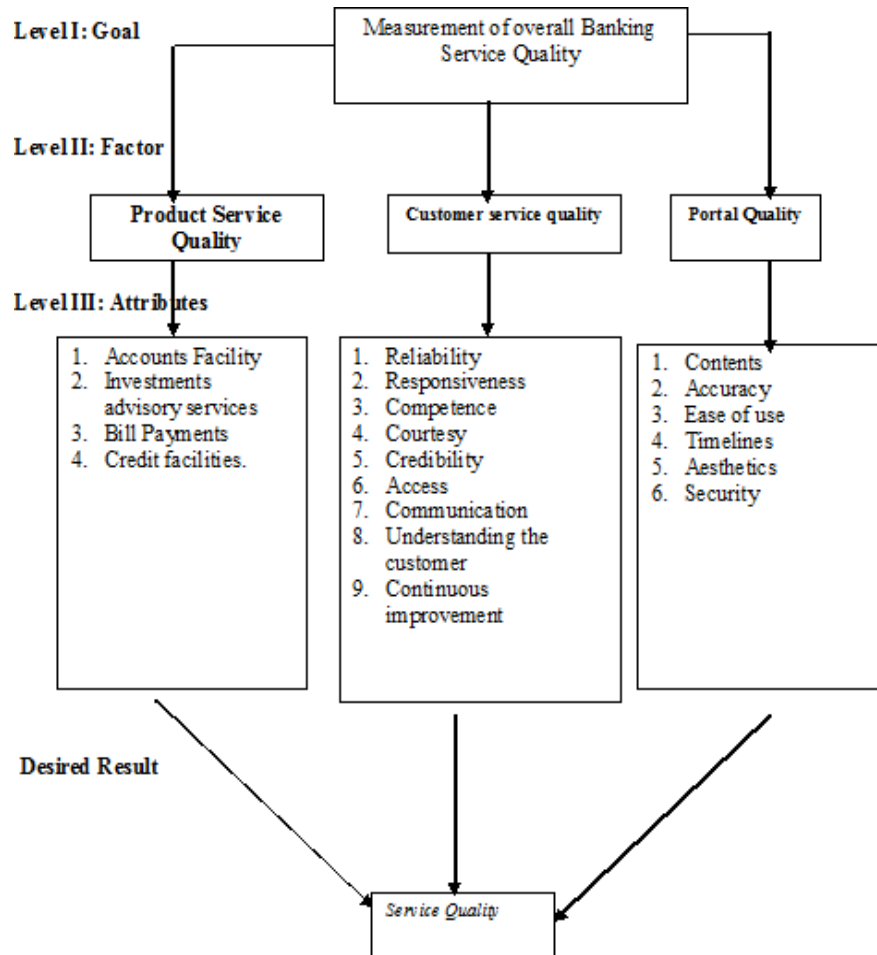 Level I: Goal
Measurement of overall Banking
Service Quality
Level II: Factor
Product Service
Quality
Customer service quality
Portal Quality
Level III: Attributes
1. Accounts Facility
2. Investments
advisory services
3. Bill Payments
4. Credit facilities.
1. Reliability
2. Responsiveness
3. Competence
4. Courtesy
5. Credibility
6. Access
7. Communication
8. Understanding the
customer
9. Continuous
improvement
1. Contents
2. Accuracy
3. Ease of use
4. Timelines
5. Aesthetics
6. Security
Desired Result
Service Quality